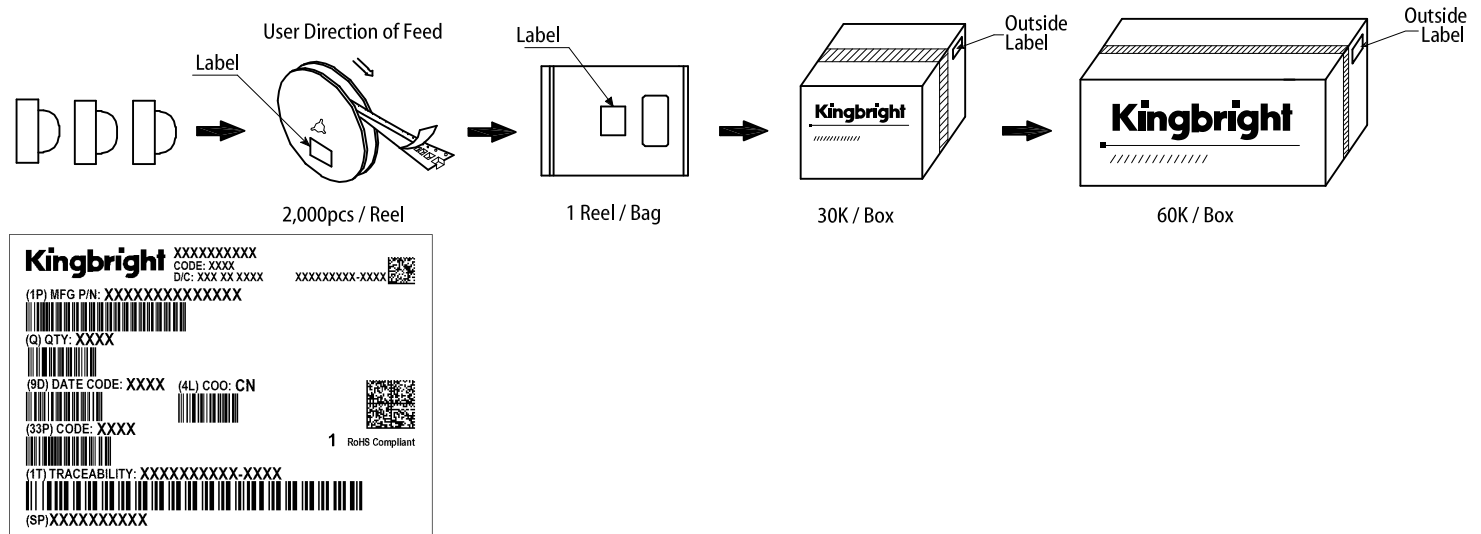 User Direction of Feed
Label
Label
Outside
Label
Outside
Label
Kingbright
Kingbright
2,000pcs / Reel
1 Reel / Bag
30K / Box
60K / Box
Kingbright
XXXXXXXXXX
CODE: XXXX
D/C: XXX XX XXXX
XXXXXXXXX-XXXX
(1P) MFG P/N: XXXXXXXXXXXXXX
(Q) QTY: XXXX
(9D) DATE CODE: XXXX
(4L) COO: CN
(33P) CODE: XXXX
1 RoHS Compliant
(1T) TRACEABILITY: XXXXXXXXXX-XXXX
(SP)XXXXXXXXXX